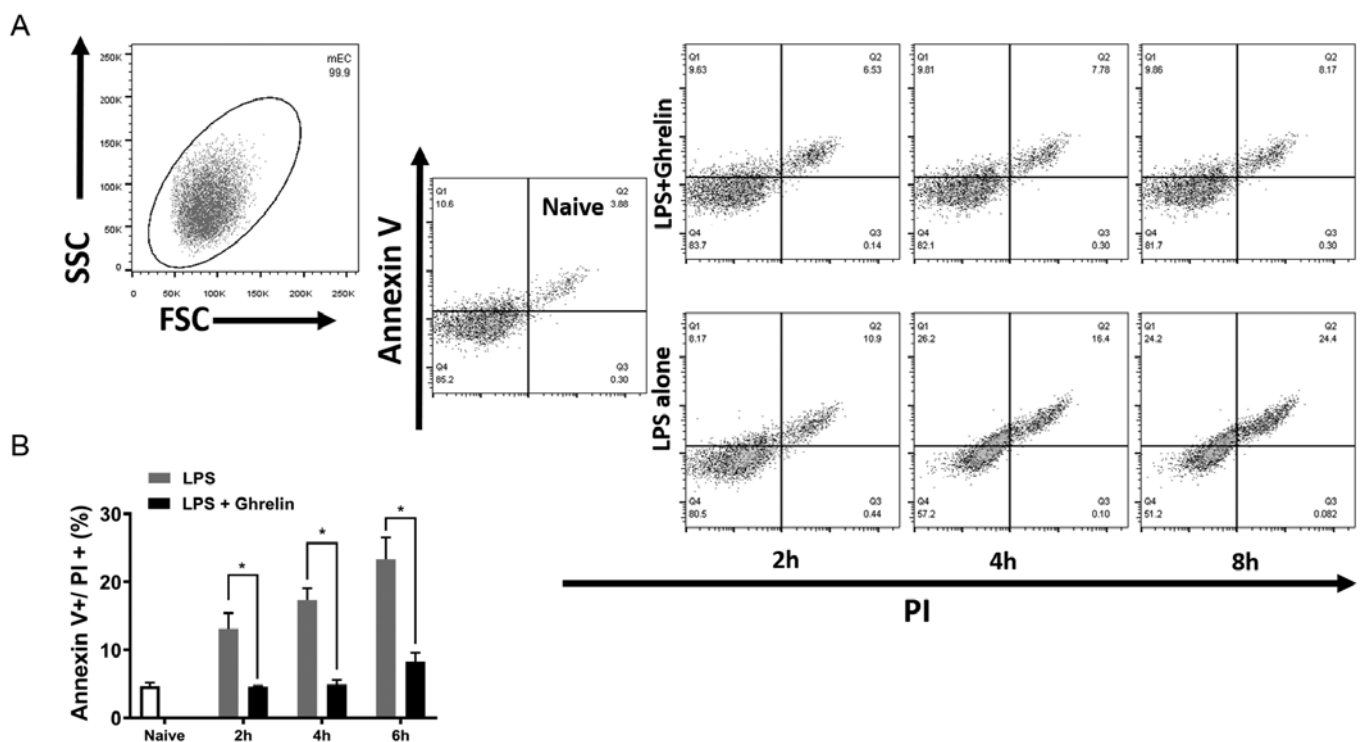 A
SSC
250K
200K
150K
100K
50K
0
mEC
99.9
0 50K 100K 150K 200K 250K
FSC
Annexin V
Q1
10.6
Naive
Q2
3.88
Q4
85.2
Q3
0.30
LPS+Ghrelin
Q1
9.63
Q2
6.53
Q4
83.7
Q3
0.14
Q1
9.81
Q2
7.78
Q4
82.1
Q3
0.30
Q1
9.86
Q2
8.17
Q4
81.7
Q3
0.30
LPS alone
Q1
8.17
Q2
10.9
Q4
80.5
Q3
0.44
Q1
26.2
Q2
16.4
Q4
57.2
Q3
0.10
Q1
24.2
Q2
24.4
Q4
51.2
Q3
0.082
2h 4h 8h
PI
B
LPS
LPS + Ghrelin
Annexin V+/ PI + (%)
30
20
10
0
* * *
Naive 2h 4h 6h